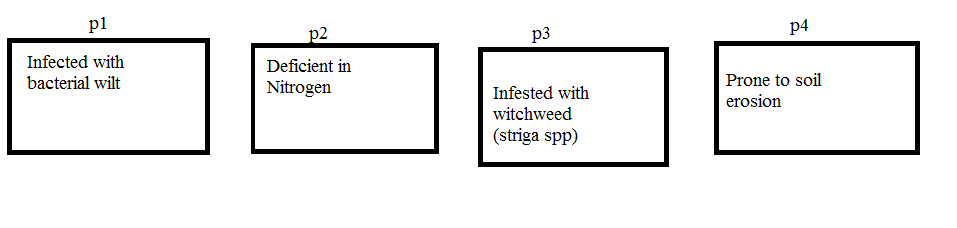 p1
Infected with
bacterial wilt
p2
Deficient in
Nitrogen
p3
Infested with
witchweed
(striga spp)
p4
Prone to soil
erosion